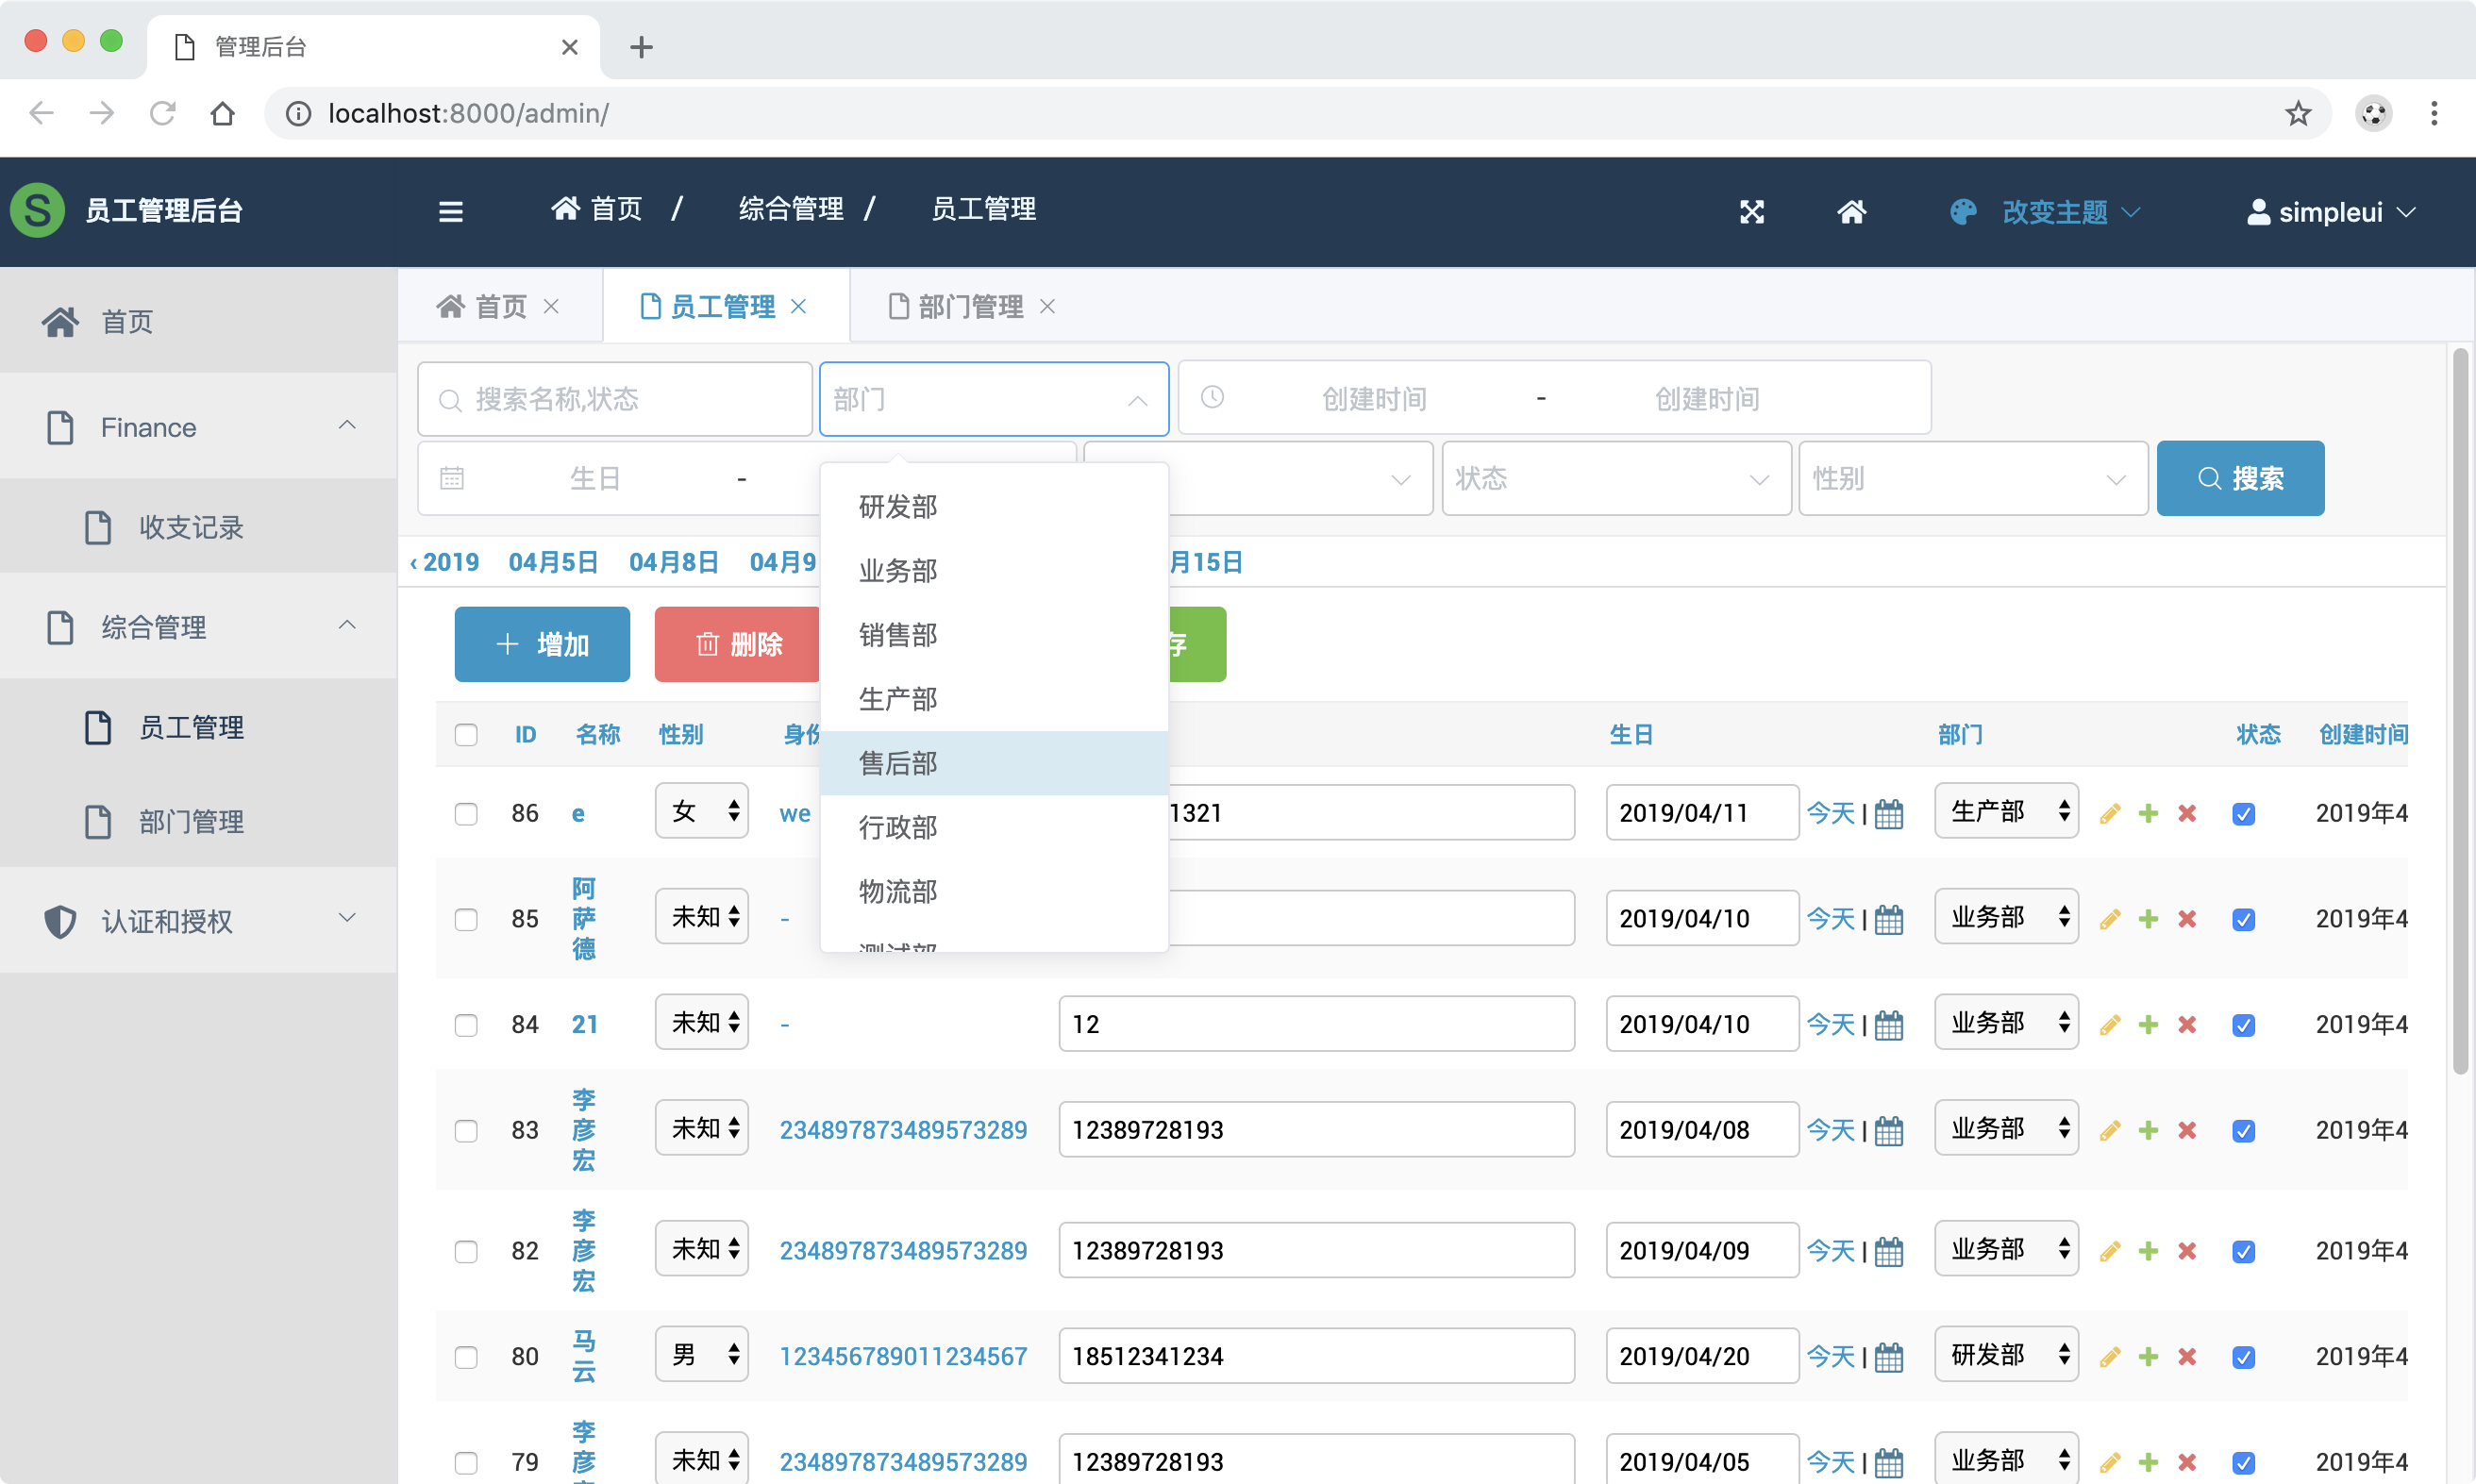 管理后台
localhost:8000/admin/
S 员工管理后台
首页 / 综合管理 / 员工管理
改变主题 simpleui
首页
Finance
收支记录
综合管理
员工管理
部门管理
认证和授权
首页 员工管理 部门管理
搜索名称,状态 部门 创建时间 - 创建时间
生日 - 状态 性别 搜索
‹ 2019 04月5日 04月8日 04月9 月15日
研发部
业务部
销售部
生产部
售后部
行政部
物流部
测试部
增加 删除 存
ID 名称 性别 身份 生日 部门 状态 创建时间
86 e 女 we 1321 2019/04/11 今天 | 生产部 2019年4
85 阿萨德 未知 - 2019/04/10 今天 | 业务部 2019年4
84 21 未知 - 12 2019/04/10 今天 | 业务部 2019年4
83 李彦宏 未知 234897873489573289 12389728193 2019/04/08 今天 | 业务部 2019年4
82 李彦宏 未知 234897873489573289 12389728193 2019/04/09 今天 | 业务部 2019年4
80 马云 男 123456789011234567 18512341234 2019/04/20 今天 | 研发部 2019年4
79 李彦 未知 234897873489573289 12389728193 2019/04/05 今天 | 业务部 2019年4